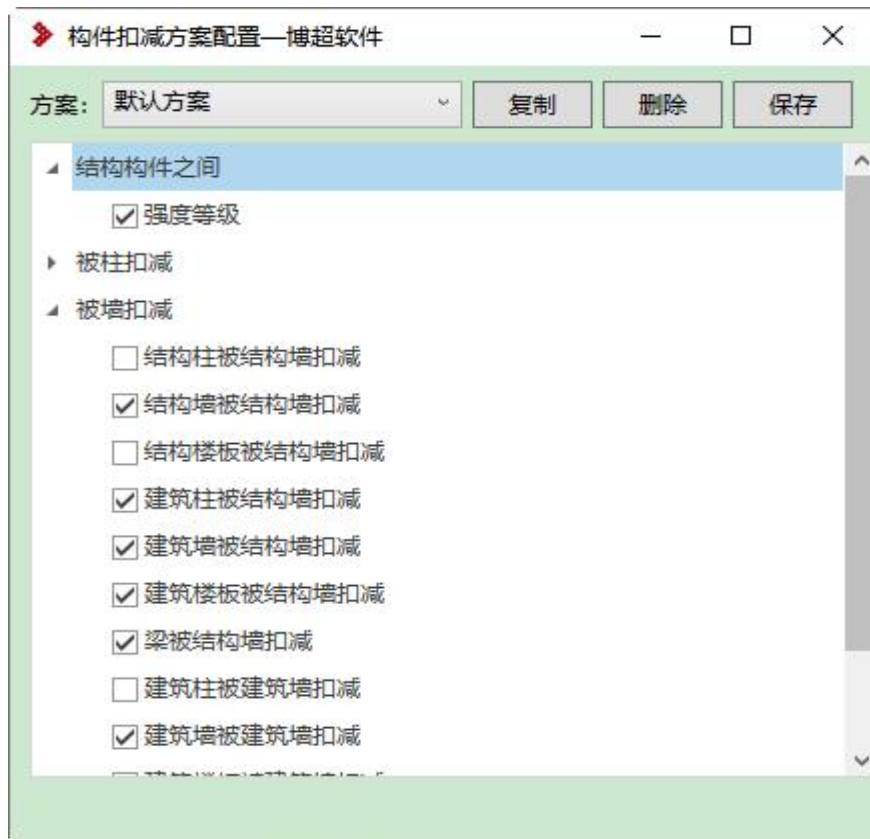 构件扣减方案配置—博超软件
方案: 默认方案 复制 删除 保存
结构构件之间
强度等级
被柱扣减
被墙扣减
结构柱被结构墙扣减
结构墙被结构墙扣减
结构楼板被结构墙扣减
建筑柱被结构墙扣减
建筑墙被结构墙扣减
建筑楼板被结构墙扣减
梁被结构墙扣减
建筑柱被建筑墙扣减
建筑墙被建筑墙扣减